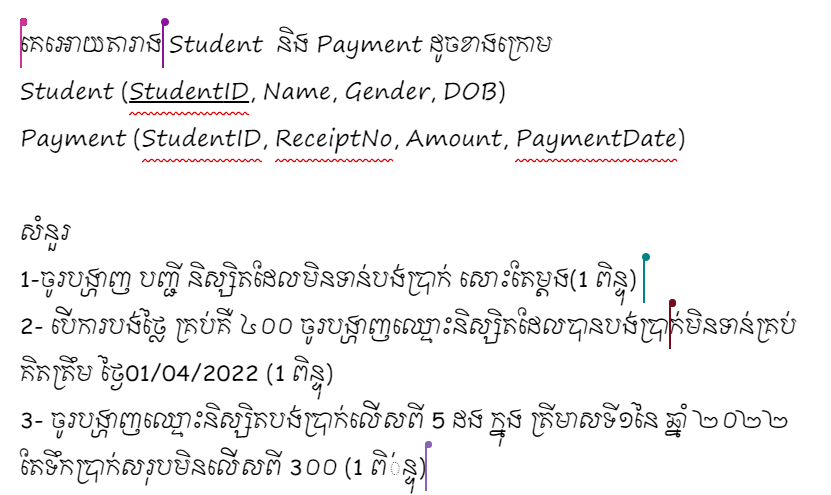 គេអោយតារាង Student និង Payment ដូចខាងក្រោម
Student (StudentID, Name, Gender, DOB)
Payment (StudentID, ReceiptNo, Amount, PaymentDate)
សំនួរ
1-ចូរបង្ហាញ បញ្ជី និស្សិតដែលមិនទាន់បង់ប្រាក់ សោះតែម្តង(1 ពិន្ទុ)
2- បើការបង់ថ្លៃ គ្រប់គឺ ៤០០ ចូរបង្ហាញឈ្មោះនិស្សិតដែលបានបង់ប្រាក់មិនទាន់គ្រប់
គិតត្រឹម ថ្ងៃ01/04/2022 (1 ពិន្ទុ)
3- ចូរបង្ហាញឈ្មោះនិស្សិតបង់ប្រាក់លើសពី 5 ដង ក្នុង ត្រីមាសទី១នៃ ឆ្នាំ ២០២២
តែទឹកប្រាក់សរុបមិនលើសពី 3០០ (1 ពិ់ន្ទុ)